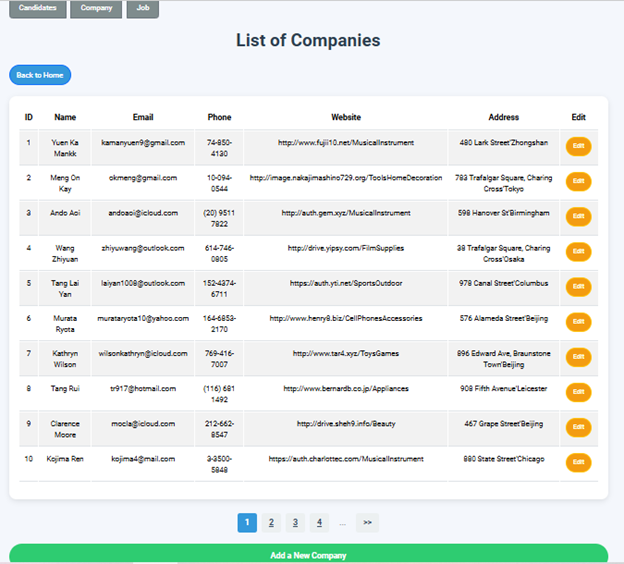 Candidates Company Job
List of Companies
Back to Home
ID Name Email Phone Website Address Edit
1 Yuen Ka kamanyuen9@gmail.com 74-850- http://www.fujii10.net/MusicalInstrument 480 Lark Street'Zhongshan Edit
Mankk 4130
2 Meng On okmeng@gmail.com 10-094- http://image.nakajimashino729.org/ToolsHomeDecoration 783 Trafalgar Square, Charing Edit
Kay 0544 Cross'Tokyo
3 Ando Aoi andoaoi@icloud.com (20) 9511 http://auth.gem.xyz/MusicalInstrument 598 Hanover St'Birmingham Edit
7822
4 Wang zhiyuwang@outlook.com 614-746- http://drive.yipsy.com/FilmSupplies 38 Trafalgar Square, Charing Edit
Zhiyuan 0805 Cross'Osaka
5 Tang Lai laiyan1008@outlook.com 152-4374- https://auth.yti.net/SportsOutdoor 978 Canal Street'Columbus Edit
Yan 6711
6 Murata murataryota10@yahoo.com 164-6853- http://www.henry8.biz/CellPhonesAccessories 576 Alameda Street'Beijing Edit
Ryota 2170
7 Kathryn wilsonkathryn@icloud.com 769-416- http://www.tar4.xyz/ToysGames 896 Edward Ave, Braunstone Edit
Wilson 7007 Town'Beijing
8 Tang Rui tr917@hotmail.com (116) 681 http://www.bernardb.co.jp/Appliances 908 Fifth Avenue'Leicester Edit
1492
9 Clarence mocla@icloud.com 212-662- http://drive.sheh9.info/Beauty 467 Grape Street'Beijing Edit
Moore 8547
10 Kojima Ren kojima4@mail.com 3-3500- https://auth.charlottec.com/MusicalInstrument 880 State Street'Chicago Edit
5848
1 2 3 4 ... >>
Add a New Company